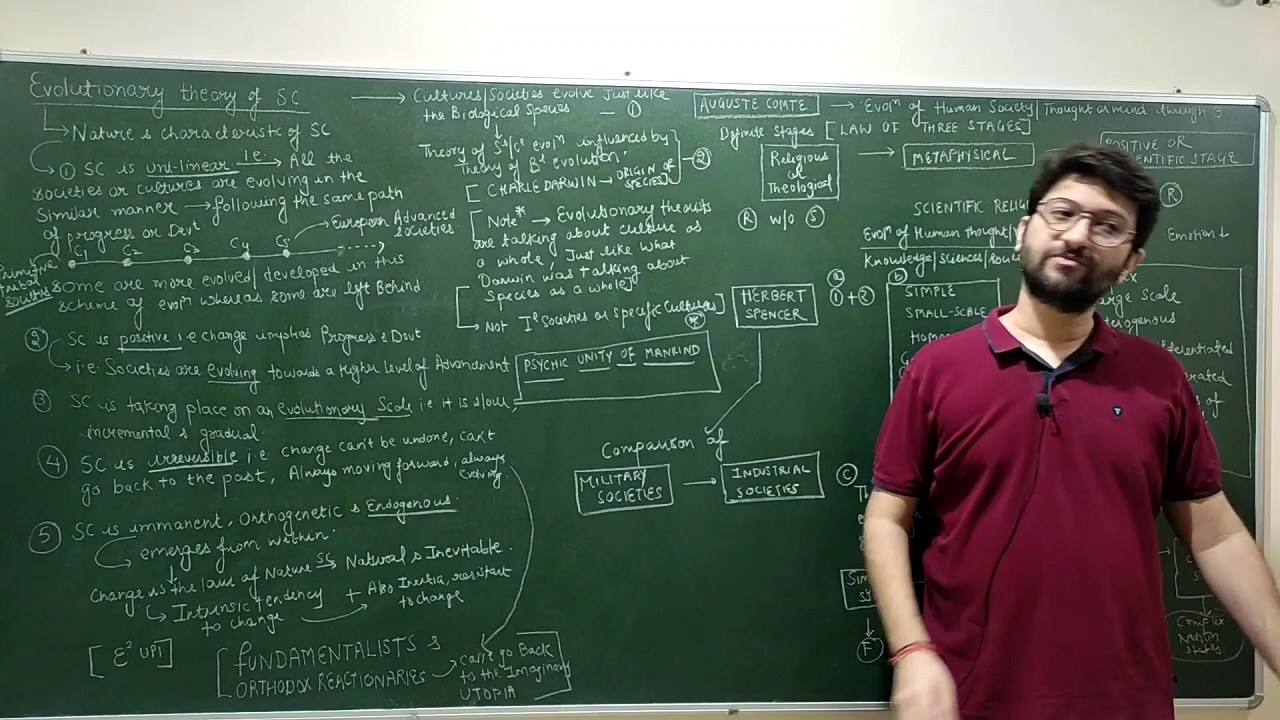 Evolutionary theory of SC
Nature & characteristic of SC
① SC is uni-linear i.e. → All the
societies or cultures are evolving in the
Similar manner → following the same path
of progress or Devt
European Advanced
Societies
C1 C2 C3 C4 C5
Primitive
tribal
societies
some are more evolved/developed in this
scheme of evoln whereas some are left Behind
② SC is positive i.e change implies Progress & Devt
i.e. Societies are evolving towards a Higher level of Advancement
③ SC is taking place on an evolutionary Scale i.e it is slow,
incremental & gradual.
④ SC is irreversible i.e. change can't be undone, can't
go back to the past, Always moving forward, always
evolving.
⑤ SC is immanent, Orthogenetic & Endogenous.
emerges from within.
Change is the law of Nature SC Natural & Inevitable.
Intrinsic tendency
to change
+ Also Inertia, resistant
to change
[E² UPI]
FUNDAMENTALISTS &
ORTHODOX REACTIONARIES
can't go Back
to the Imaginary
UTOPIA
→ Cultures/Societies evolve Just like
the Biological Species — ①
Theory of evoln influenced by
Theory of Bl evolution.
[CHARLE DARWIN → ORIGIN OF
SPECIES]
②
[Note* → Evolutionary theorists
are talking about culture as
a whole, Just like what
Darwin was talking about
Species as a whole]
Not Societies or specific Cultures]
*
PSYCHIC UNITY OF MANKIND
AUGUSTE COMTE → Evoln of Human Society/Thought or mind through 3
Definite Stages [LAW OF THREE STAGES]
Religious
or
Theological
→ METAPHYSICAL
POSITIVE OR
SCIENTIFIC STAGE
Ⓡ w/o Ⓢ
Ⓡ
SCIENTIFIC
Emotion ↓
Evoln of Human thought/
Knowledge/sciences/
HERBERT
SPENCER
ⓐ
①+②
ⓑ
SIMPLE
SMALL-SCALE
Large Scale
Comparison of
MILITARY
SOCIETIES
→ INDUSTRIAL
SOCIETIES
Ⓒ
Ⓕ
Complex
Nation
states